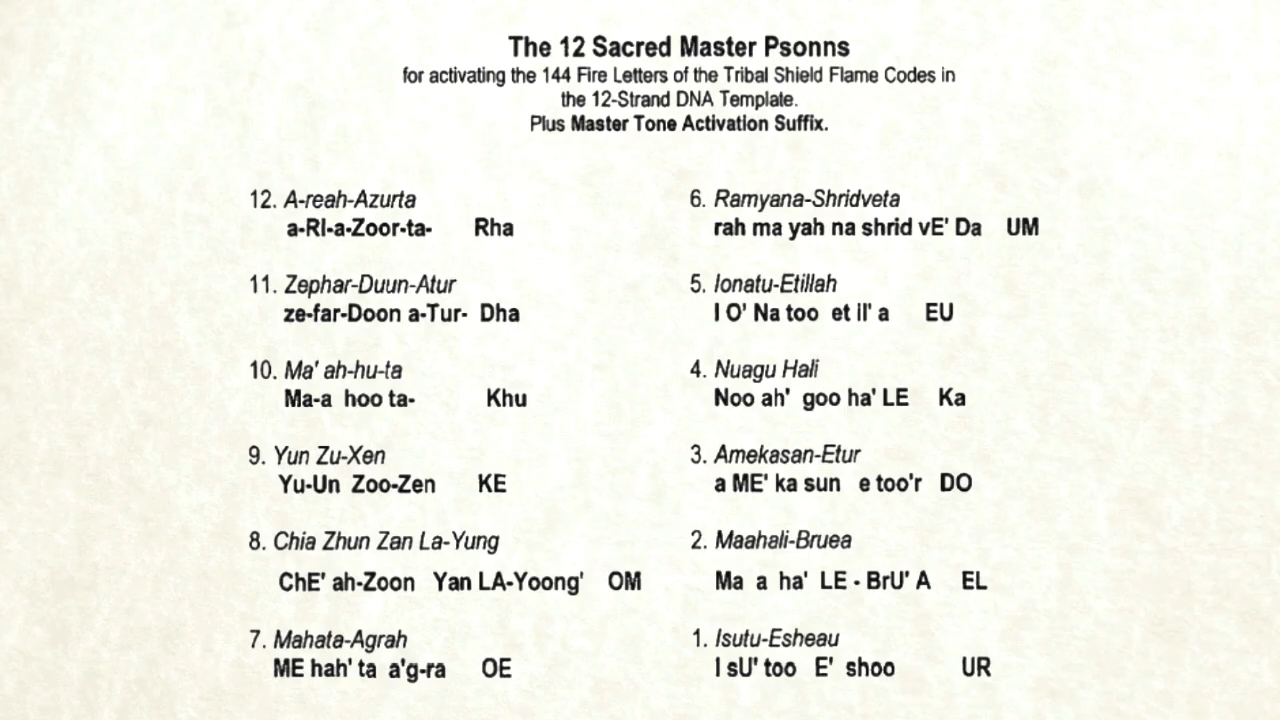 The 12 Sacred Master Psonns
for activating the 144 Fire Letters of the Tribal Shield Flame Codes in
the 12-Strand DNA Template.
Plus Master Tone Activation Suffix.
12. A-reah-Azurta
a-RI-a-Zoor-ta- Rha
11. Zephar-Duun-Atur
ze-far-Doon a-Tur- Dha
10. Ma' ah-hu-ta
Ma-a hoo ta- Khu
9. Yun Zu-Xen
Yu-Un Zoo-Zen KE
8. Chia Zhun Zan La-Yung
ChE' ah-Zoon Yan LA-Yoong' OM
7. Mahata-Agrah
ME hah' ta a'g-ra OE
6. Ramyana-Shridveta
rah ma yah na shrid vE' Da UM
5. Ionatu-Etillah
I O' Na too et il' a EU
4. Nuagu Hali
Noo ah' goo ha' LE Ka
3. Amekasan-Etur
a ME' ka sun e too'r DO
2. Maahali-Bruea
Ma a ha' LE - BrU' A EL
1. Isutu-Esheau
I sU' too E' shoo UR